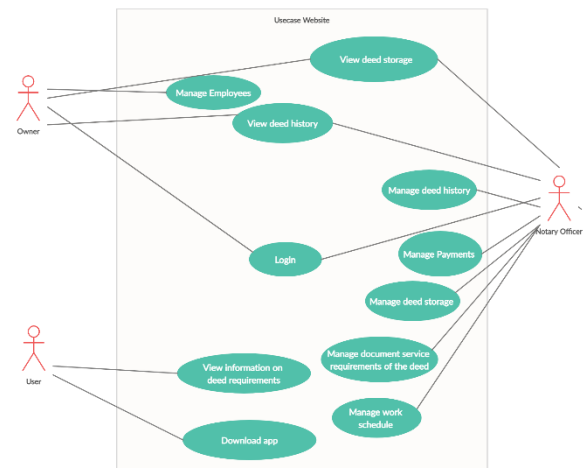 Usecase Website
View deed storage
Manage Employees
Owner
View deed history
Manage deed history
Notary Officer
Login
Manage Payments
Manage deed storage
View information on
deed requirements
Manage document service
requirements of the deed
User
Manage work
schedule
Download app